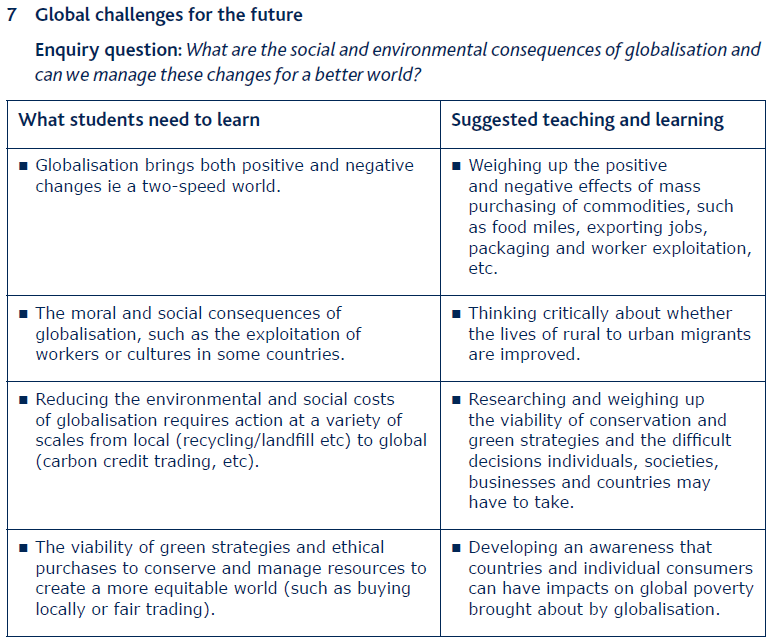 7 Global challenges for the future
Enquiry question: What are the social and environmental consequences of globalisation and
can we manage these changes for a better world?
What students need to learn
Suggested teaching and learning
■ Globalisation brings both positive and negative
changes ie a two-speed world.
■ Weighing up the positive
and negative effects of mass
purchasing of commodities, such
as food miles, exporting jobs,
packaging and worker exploitation,
etc.
■ The moral and social consequences of
globalisation, such as the exploitation of
workers or cultures in some countries.
■ Thinking critically about whether
the lives of rural to urban migrants
are improved.
■ Reducing the environmental and social costs
of globalisation requires action at a variety of
scales from local (recycling/landfill etc) to global
(carbon credit trading, etc).
■ Researching and weighing up
the viability of conservation and
green strategies and the difficult
decisions individuals, societies,
businesses and countries may
have to take.
■ The viability of green strategies and ethical
purchases to conserve and manage resources to
create a more equitable world (such as buying
locally or fair trading).
■ Developing an awareness that
countries and individual consumers
can have impacts on global poverty
brought about by globalisation.